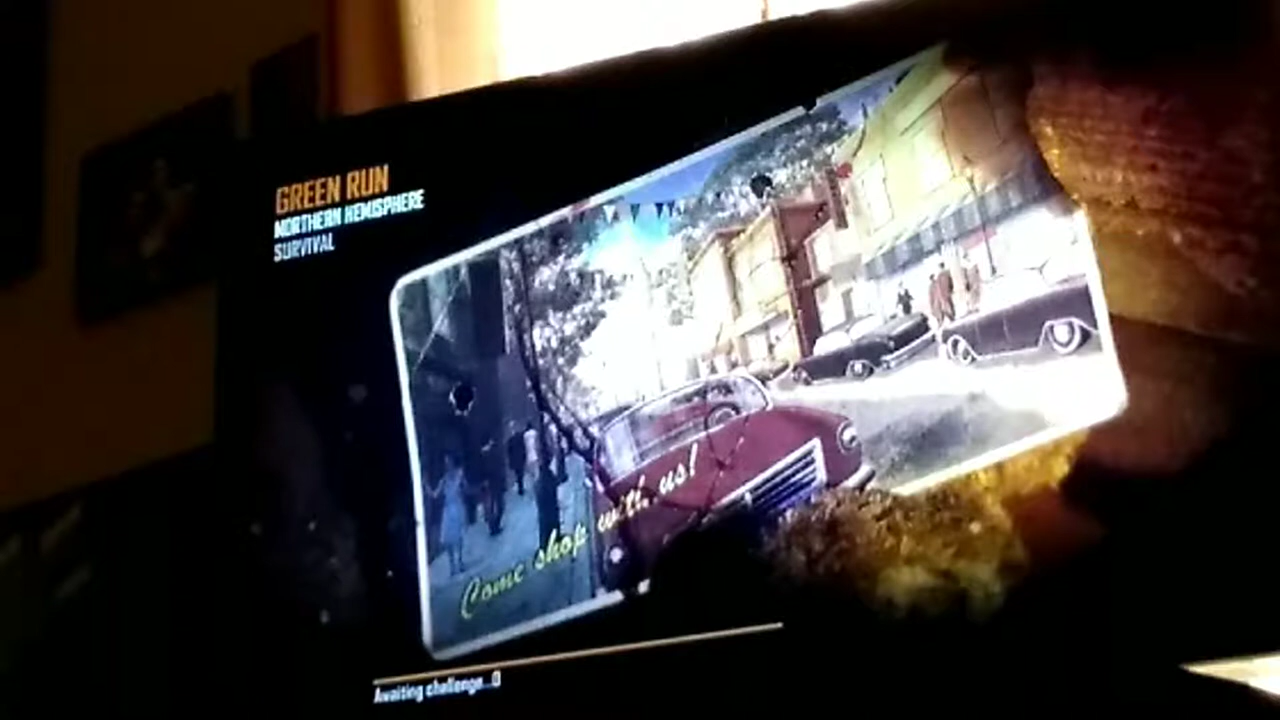 GREEN RUN
NORTHERN HEMISPHERE
SURVIVAL
Come shop with us!
Awaiting challenge...0